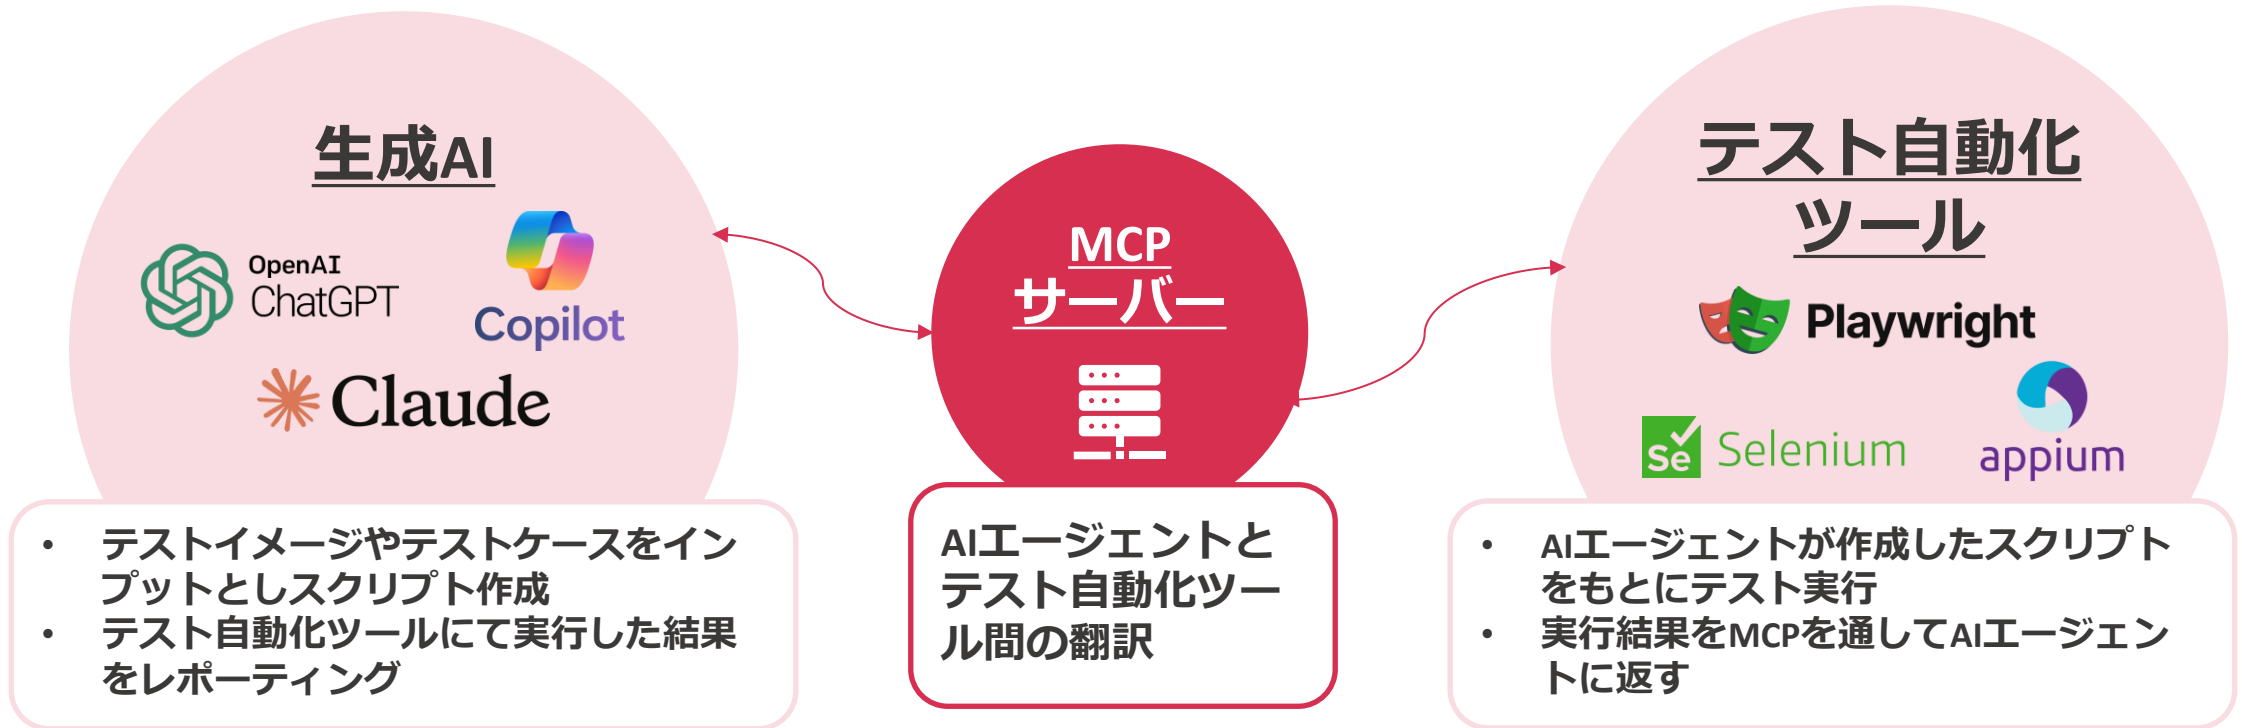 生成AI
OpenAI
ChatGPT
Copilot
Claude
• テストイメージやテストケースをイン
プットとしスクリプト作成
• テスト自動化ツールにて実行した結果
をレポーティング
MCP
サーバー
AIエージェントと
テスト自動化ツー
ル間の翻訳
テスト自動化
ツール
Playwright
Se Selenium
appium
• AIエージェントが作成したスクリプト
をもとにテスト実行
• 実行結果をMCPを通してAIエージェン
トに返す